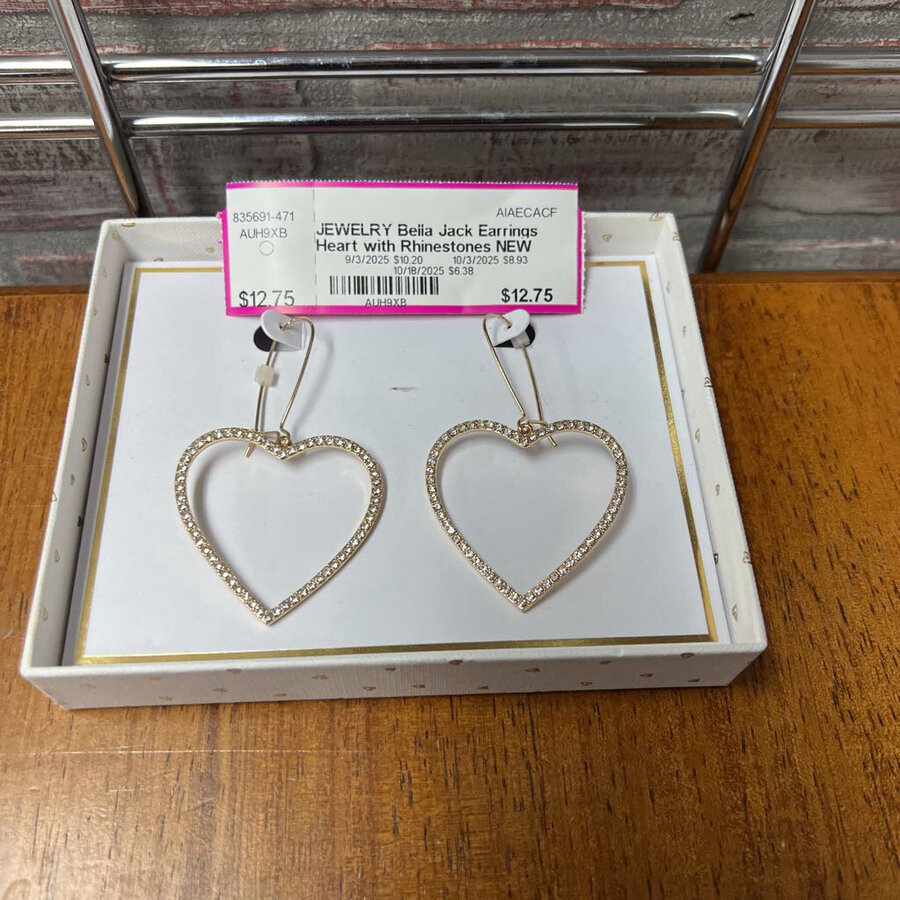 835691-471
AUH9XB
$12.75
AIAECACF
JEWELRY Bella Jack Earrings
Heart with Rhinestones NEW
9/3/2025 $10.20 10/3/2025 $8.93
10/18/2025 $6.38
AUH9XB
$12.75